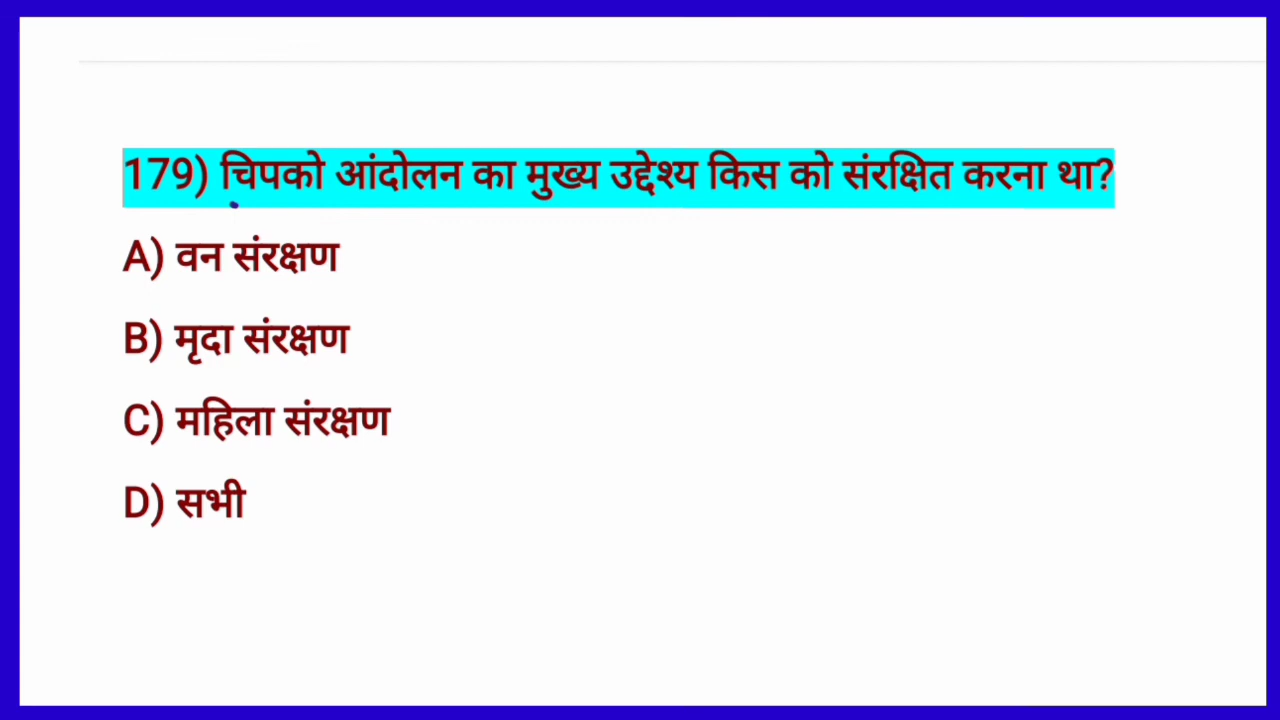 179) चिपको आंदोलन का मुख्य उद्देश्य किस को संरक्षित करना था?
A) वन संरक्षण
B) मृदा संरक्षण
C) महिला संरक्षण
D) सभी